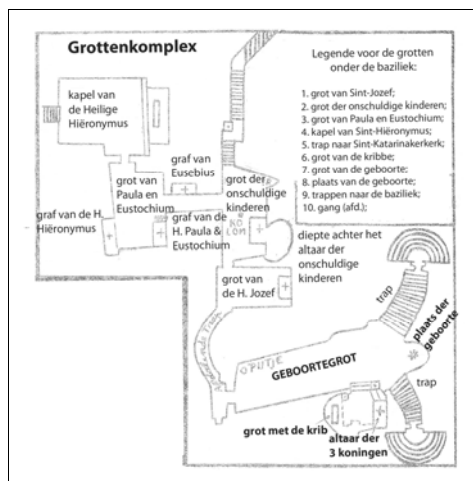 Grottenkomplex
Legende voor de grotten
onder de baziliek:
1. grot van Sint-Jozef;
2. grot der onschuldige kinderen;
3. grot van Paula en Eustochium;
4. kapel van Sint-Hiëronymus;
5. trap naar Sint-Katarinakerkerk;
6. grot van de kribbe;
7. grot van de geboorte;
8. plaats van de geboorte;
9. trappen naar de baziliek;
10. gang (afd.);
kapel van
de Heilige
Hiëronymus
graf van
Eusebius
grot van
Paula en
Eustochium
grot der
onschuldige
kinderen
graf van de H.
Hiëronymus
graf van de
H. Paula &
Eustochium
KO
LOM
diepte achter het
altaar der
onschuldige
kinderen
grot van
de H. Jozef
trap
plaats der
geboorte
PUTJE
GEBOORTEGROT
trap
grot met de krib
altaar der
3 koningen